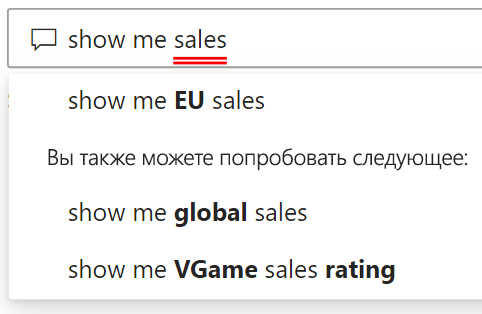 show me sales
show me EU sales
Вы также можете попробовать следующее:
show me global sales
show me VGame sales rating